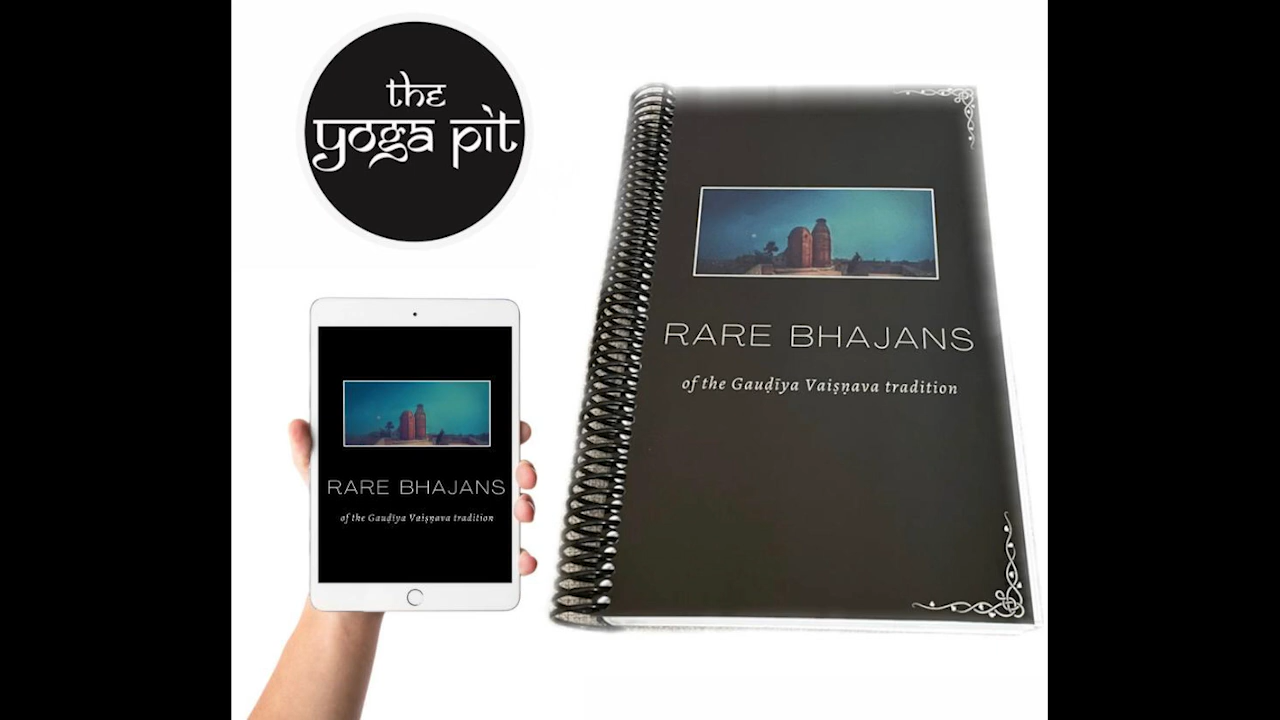 the
yoga pit
RARE BHAJANS
of the Gauḍīya Vaiṣṇava tradition
RARE BHAJANS
of the Gauḍīya Vaiṣṇava tradition